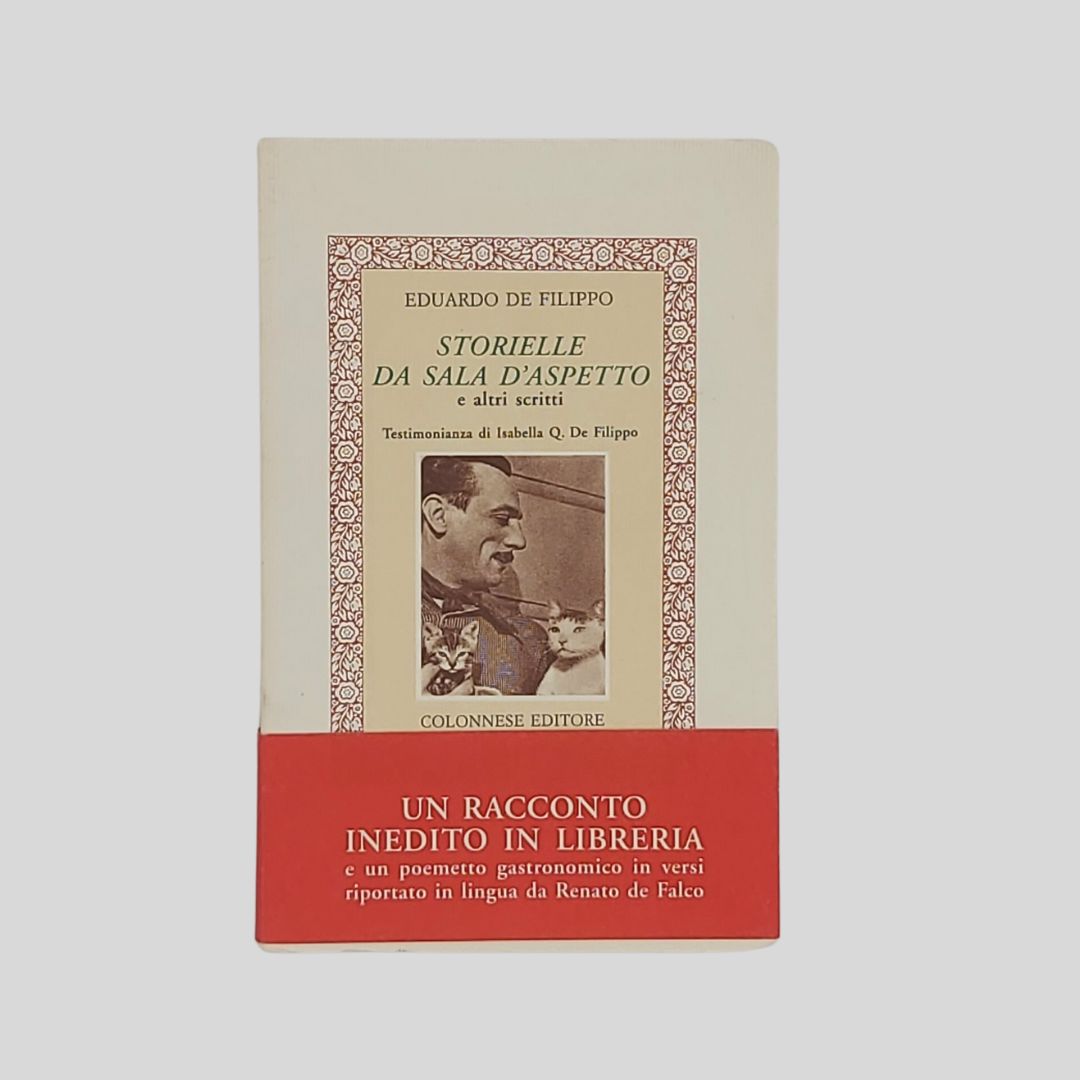 EDUARDO DE FILIPPO
STORIELLE
DA SALA D'ASPETTO
e altri scritti
Testimonianza di Isabella Q. De Filippo
COLONNESE EDITORE
UN RACCONTO
INEDITO IN LIBRERIA
e un poemetto gastronomico in versi
riportato in lingua da Renato de Falco